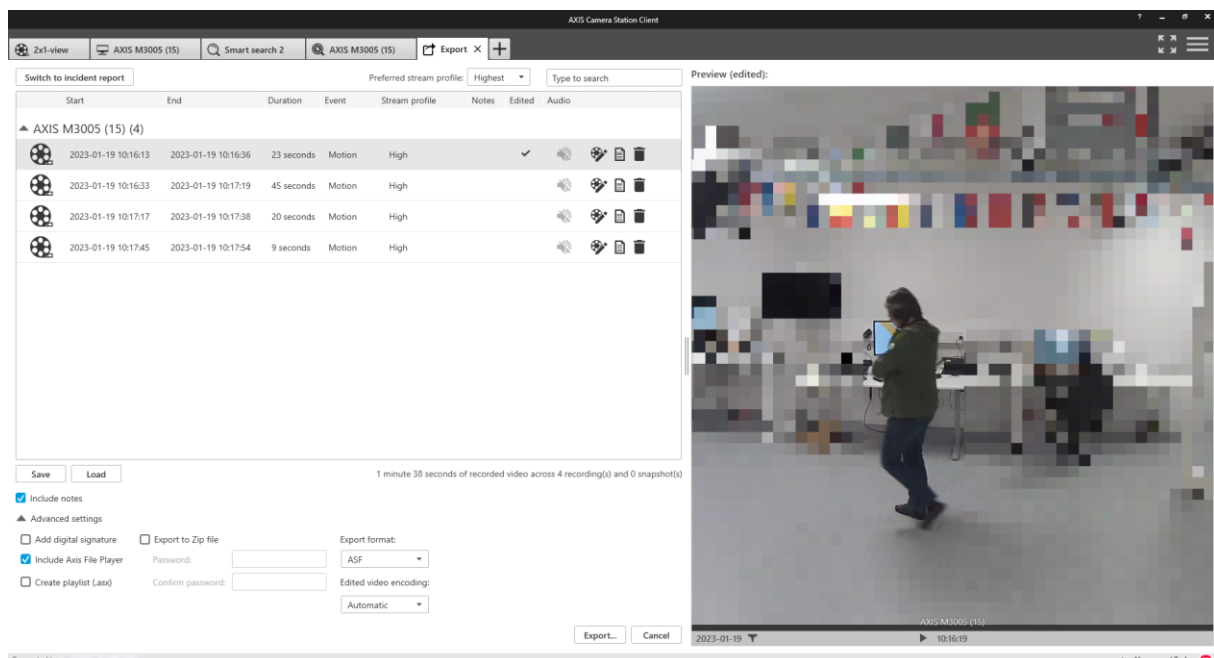 AXIS Camera Station Client
2x1-view AXIS M3005 (15) Smart search 2 AXIS M3005 (15) Export
Switch to incident report Preferred stream profile: Highest Type to search
Start End Duration Event Stream profile Notes Edited Audio
AXIS M3005 (15) (4)
2023-01-19 10:16:13 2023-01-19 10:16:36 23 seconds Motion High
2023-01-19 10:16:33 2023-01-19 10:17:19 45 seconds Motion High
2023-01-19 10:17:17 2023-01-19 10:17:38 20 seconds Motion High
2023-01-19 10:17:45 2023-01-19 10:17:54 9 seconds Motion High
Save Load 1 minute 38 seconds of recorded video across 4 recording(s) and 0 snapshot(s)
Include notes
Advanced settings
Add digital signature Export to Zip file Export format:
Include Axis File Player Password: ASF
Create playlist (.asx) Confirm password: Edited video encoding:
Automatic
Export... Cancel
Preview (edited):
AXIS M3005 (15)
2023-01-19 10:16:19